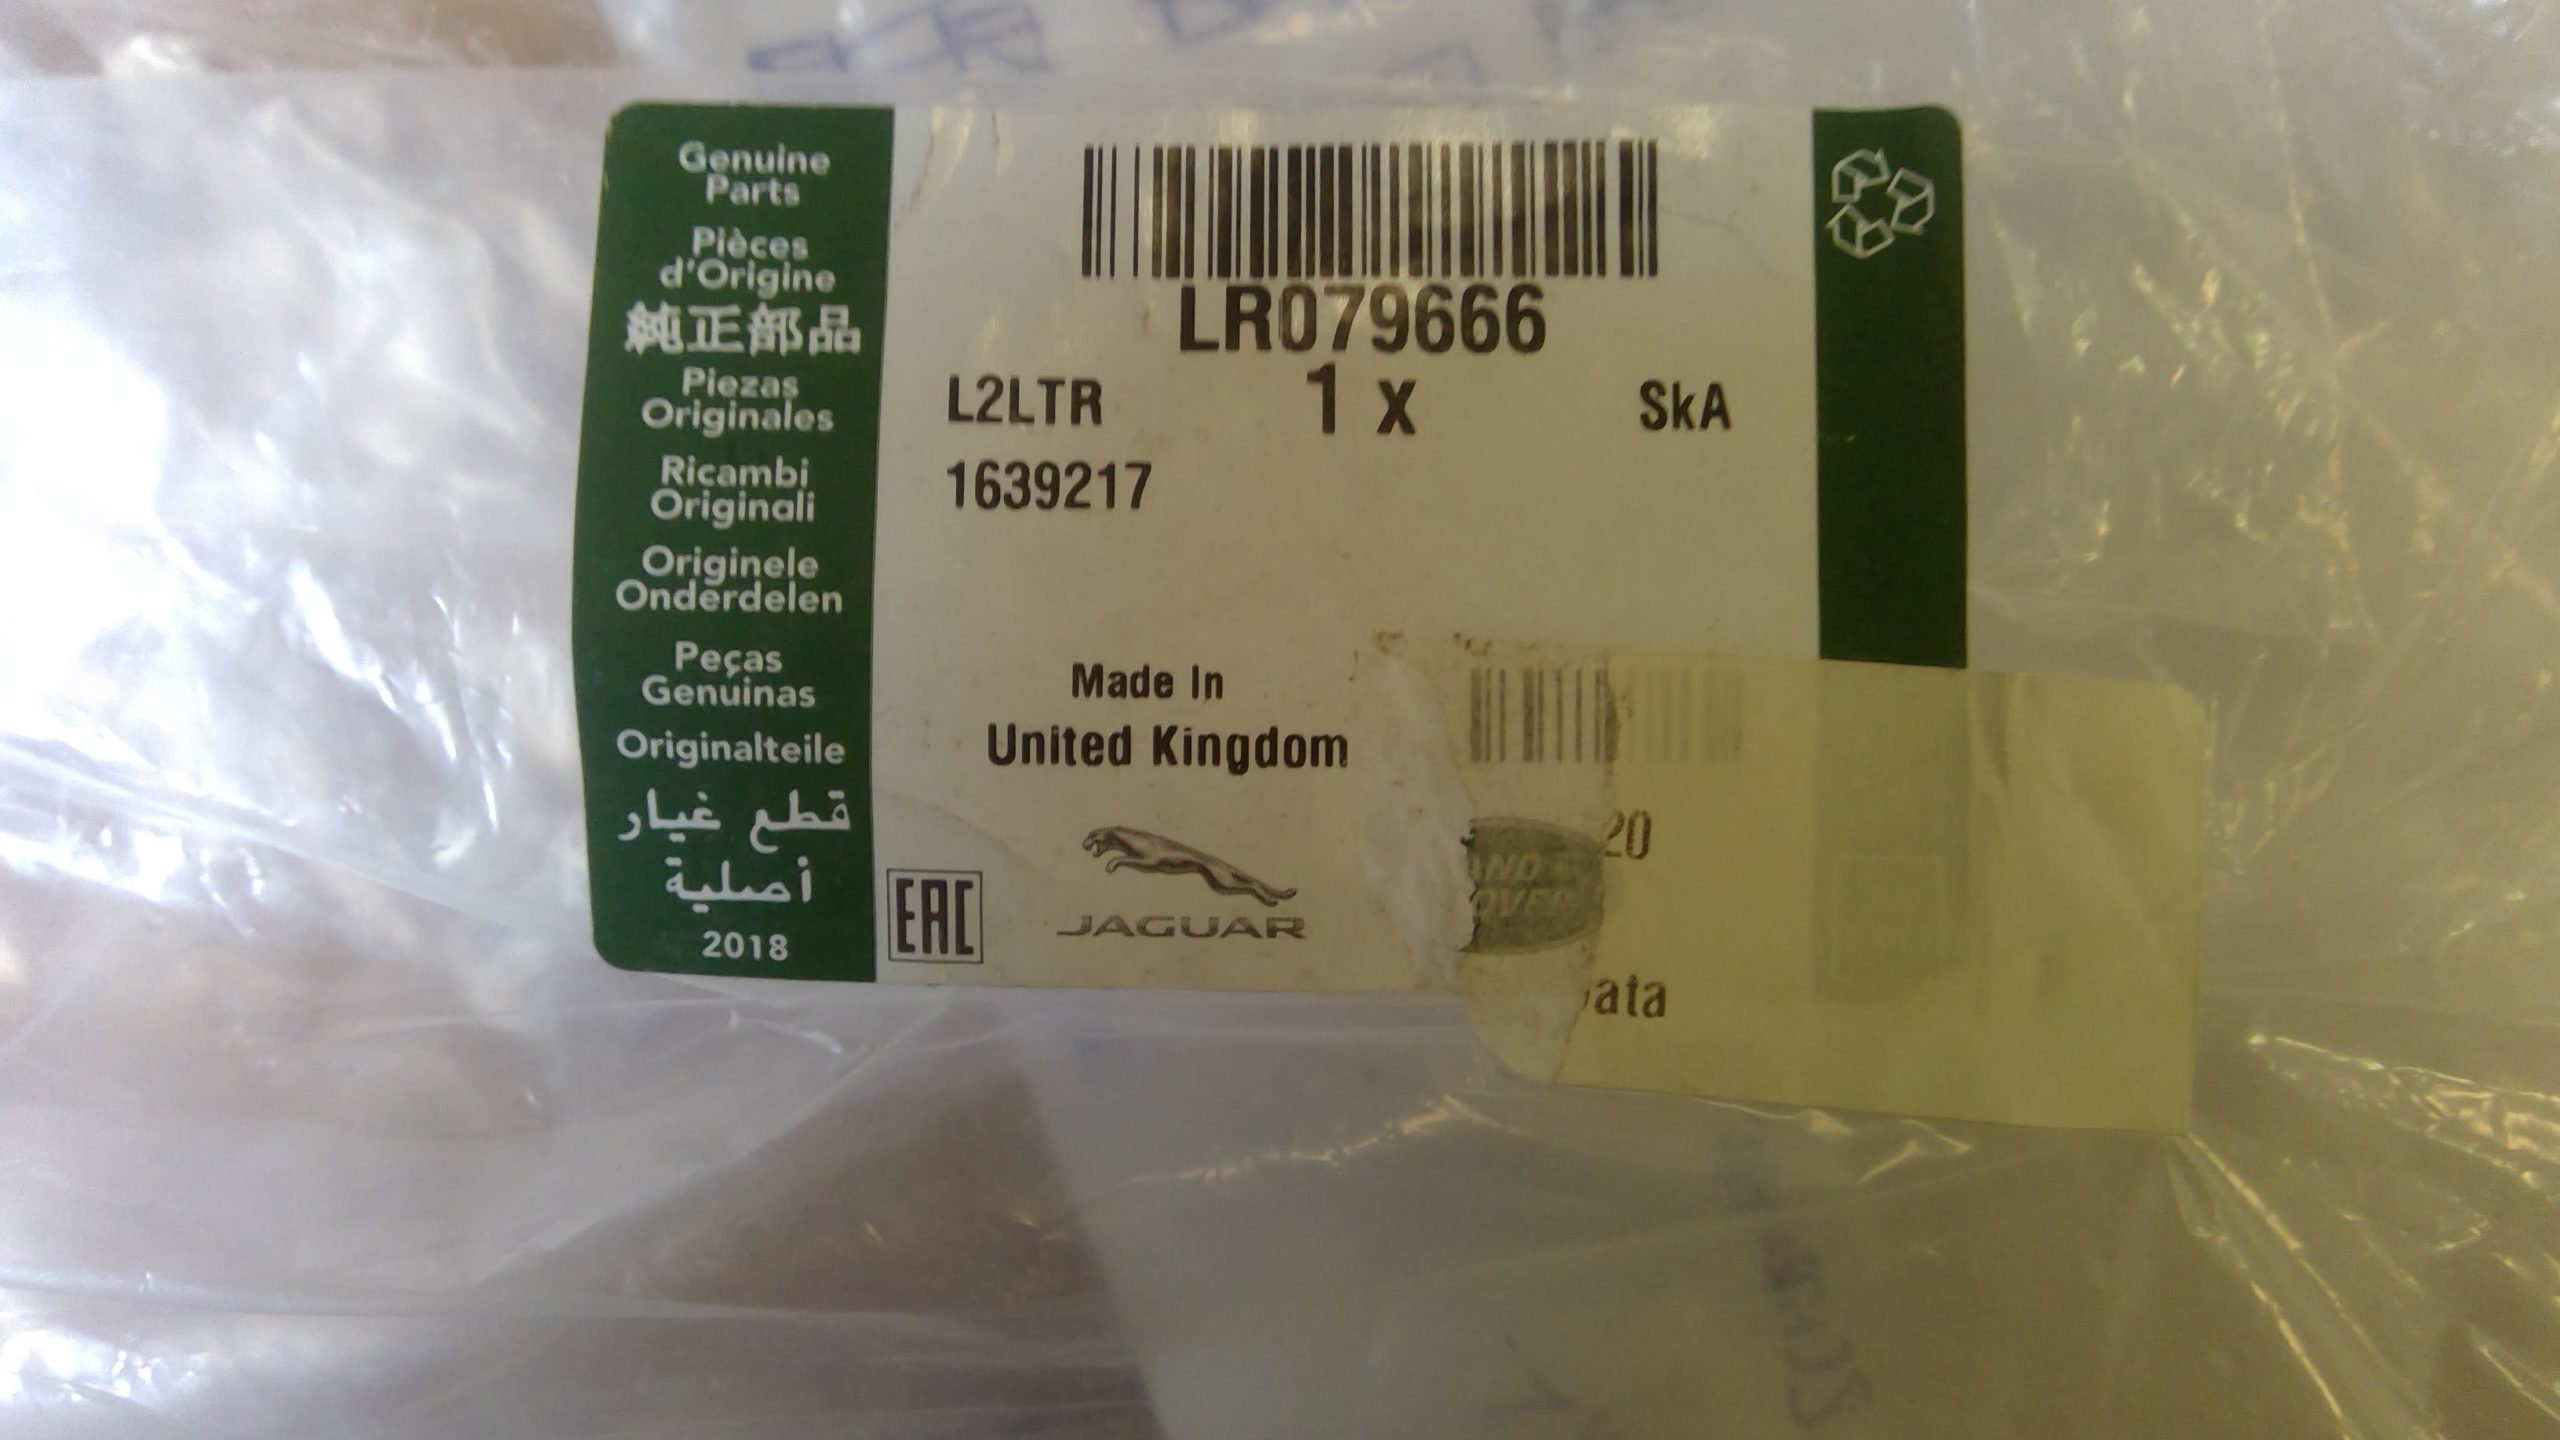 Genuine
Parts
Pièces
d'Origine
純正部品
Piezas
Originales
Ricambi
Originali
Originele
Onderdelen
Peças
Genuinas
Originalteile
قطع غيار
أصلية
2018
LR079666
L2LTR 1 x SkA
1639217
Made In
United Kingdom
EAC
JAGUAR
20